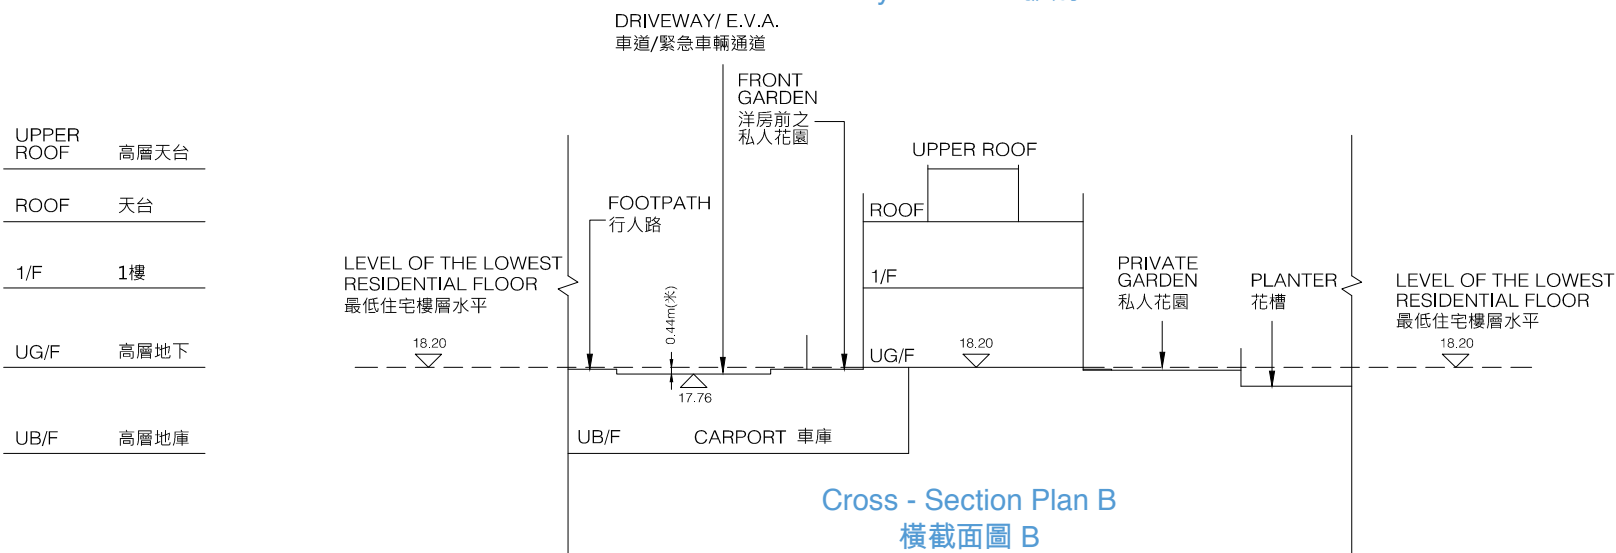 DRIVEWAY/ E.V.A.
車道/緊急車輛通道
FRONT
GARDEN
洋房前之
私人花園
UPPER
ROOF 高層天台
UPPER ROOF
ROOF 天台
FOOTPATH
行人路
ROOF
1/F 1樓
LEVEL OF THE LOWEST
RESIDENTIAL FLOOR
最低住宅樓層水平
0.44m(米)
1/F
PRIVATE
GARDEN
私人花園
PLANTER
花槽
LEVEL OF THE LOWEST
RESIDENTIAL FLOOR
最低住宅樓層水平
UG/F 高層地下
18.20
UG/F
18.20
18.20
17.76
UB/F 高層地庫
UB/F
CARPORT 車庫
Cross - Section Plan B
橫截面圖 B